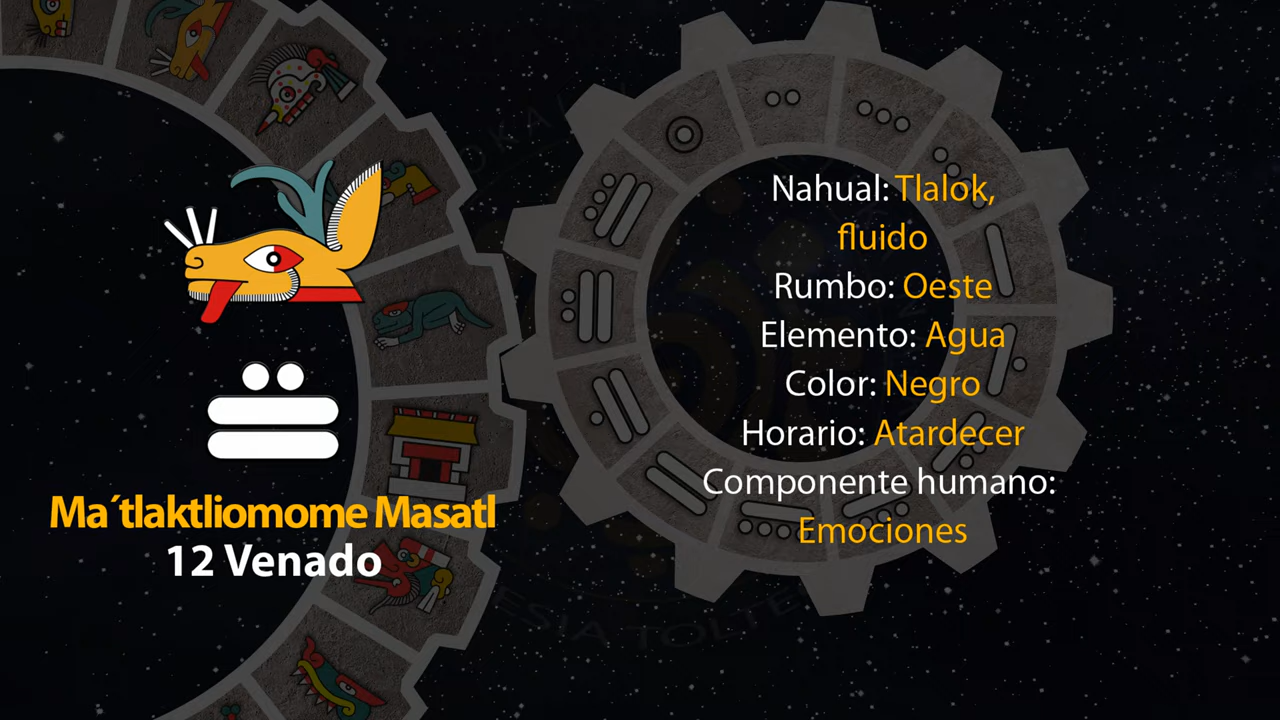 Ma´tlaktliomome Masatl
12 Venado
Nahual: Tlalok,
fluido
Rumbo: Oeste
Elemento: Agua
Color: Negro
Horario: Atardecer
Componente humano:
Emociones